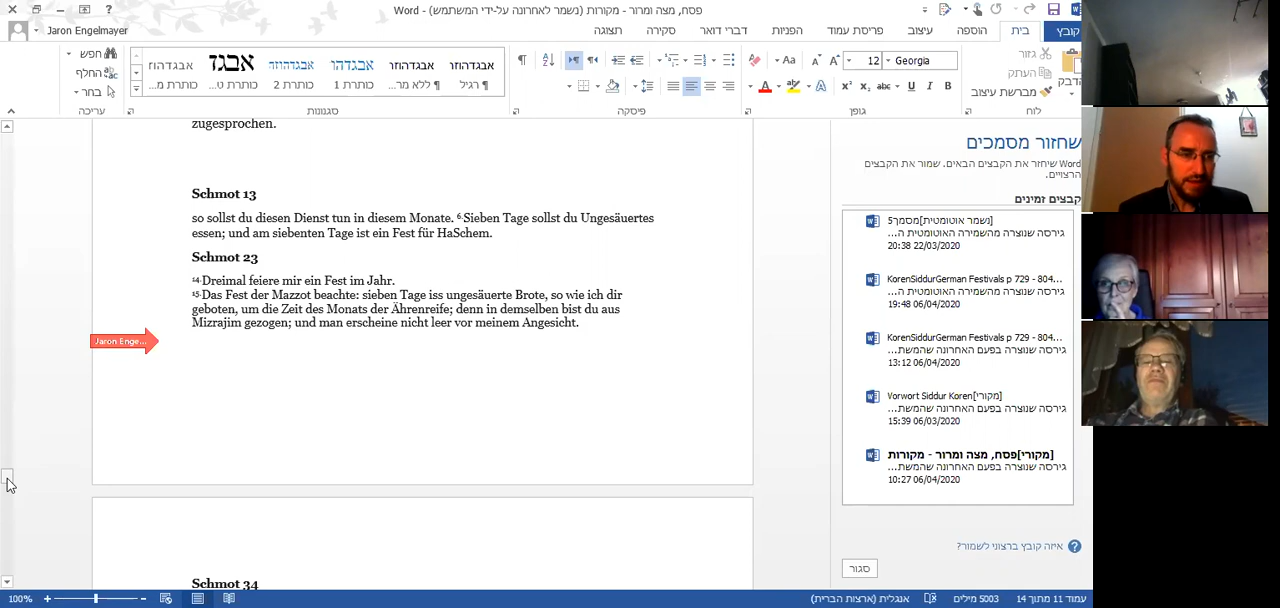 פסח, מצה ומרור - מקורות (נשמר לאחרונה על-ידי המשתמש) - Word
Jaron Engelmayer
קובץ בית הוספה עיצוב פריסת עמוד הפניות דברי דואר סקירה תצוגה
הדבק
גזור
העתק
מברשת עיצוב
לוח
Georgia 12
גופן
פיסקה
אבגדהוזו ¶ רגיל
אבגדהוזו ¶ ללא מר...
אבגדהו כותרת 1
אבגדהוזו כותרת 2
אבגד כותרת ט...
אבגדהוזו כותרת מ...
סגנונות
חפש
החלף
בחר
עריכה
zugesprochen.
Schmot 13
so sollst du diesen Dienst tun in diesem Monate. ⁶ Sieben Tage sollst du Ungesäuertes
essen; und am siebenten Tage ist ein Fest für HaSchem.
Schmot 23
¹⁴ Dreimal feiere mir ein Fest im Jahr.
¹⁵ Das Fest der Mazzot beachte: sieben Tage iss ungesäuerte Brote, so wie ich dir
geboten, um die Zeit des Monats der Ährenreife; denn in demselben bist du aus
Mizrajim gezogen; und man erscheine nicht leer vor meinem Angesicht.
Jaron Enge...
Schmot 34
שחזור מסמכים
Word שיחזר את הקבצים הבאים. שמור את הקבצים
הרצויים.
קבצים זמינים
מסמך5[נשמר אוטומטית]
גירסה שנוצרה מהשמירה האוטומטית ה...
20:38 22/03/2020
KorenSiddurGerman Festivals p 729 - 804...
גירסה שנוצרה מהשמירה האוטומטית ה...
19:48 06/04/2020
KorenSiddurGerman Festivals p 729 - 804...
גירסה שנוצרה בפעם האחרונה שהמשת...
13:12 06/04/2020
Vorwort Siddur Koren[מקורי]
גירסה שנוצרה בפעם האחרונה שהמשת...
15:39 06/03/2020
פסח, מצה ומרור - מקורות[מקורי]
גירסה שנוצרה בפעם האחרונה שהמשת...
10:27 06/04/2020
איזה קובץ ברצוני לשמור?
סגור
עמוד 11 מתוך 14 5003 מילים אנגלית (ארצות הברית)
100%